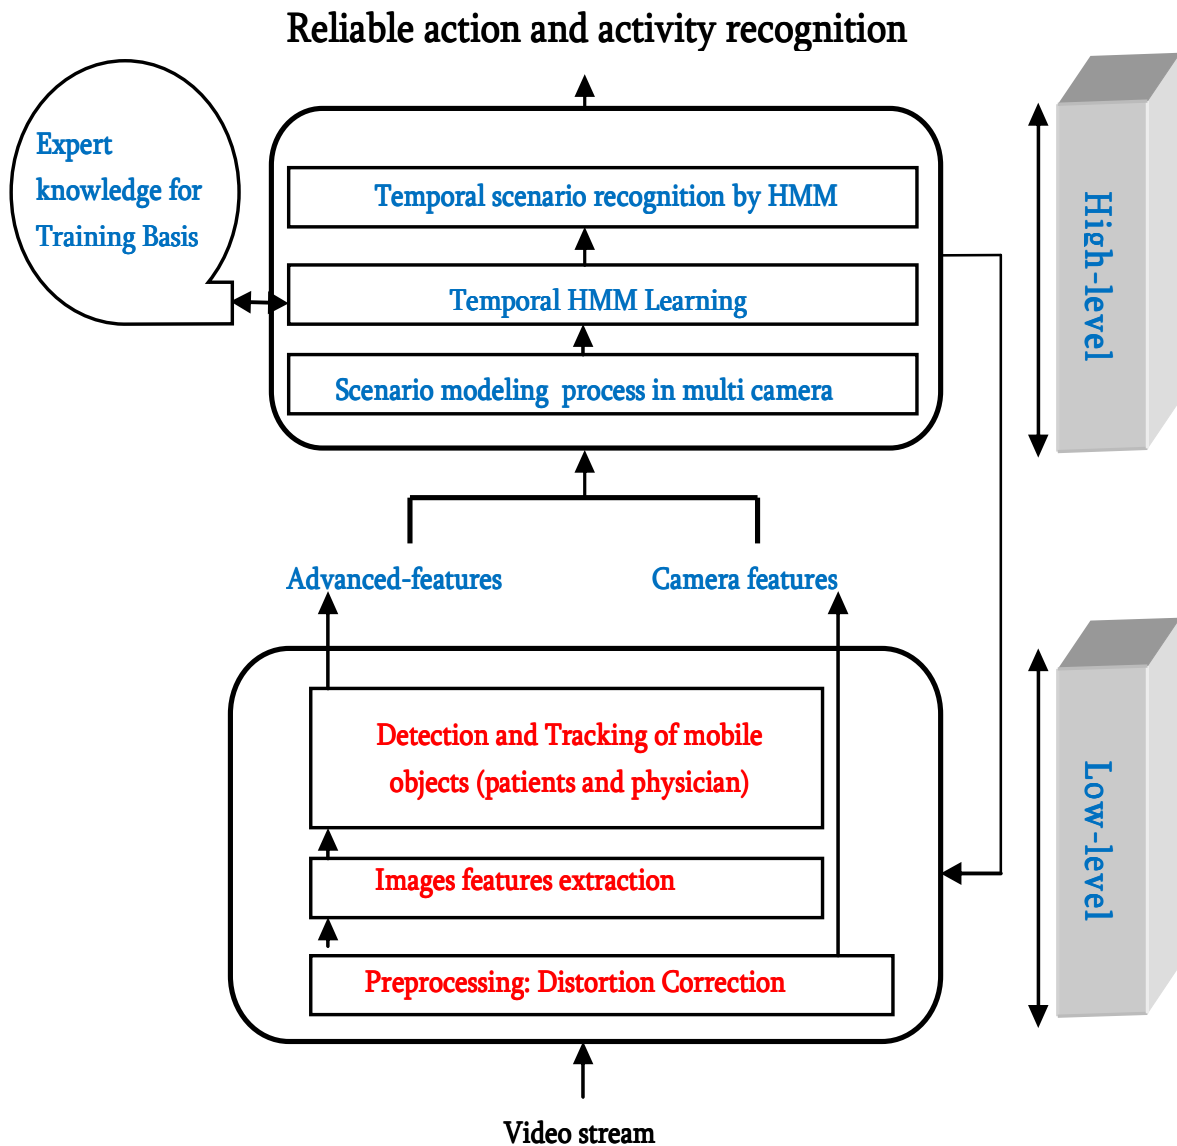 Reliable action and activity recognition
Expert
knowledge for
Training Basis
Temporal scenario recognition by HMM
Temporal HMM Learning
Scenario modeling process in multi camera
High-level
Advanced-features
Camera features
Detection and Tracking of mobile
objects (patients and physician)
Images features extraction
Preprocessing: Distortion Correction
Low-level
Video stream